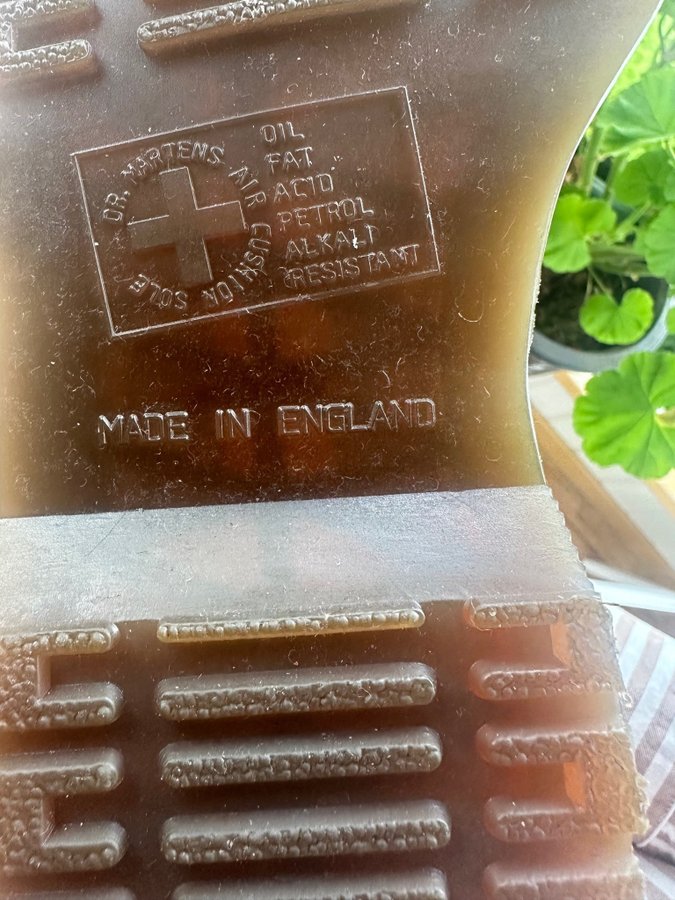 DR. MARTENS AIR CUSHION SOLE
OIL
FAT
ACID
PETROL
ALKALI
RESISTANT
MADE IN ENGLAND